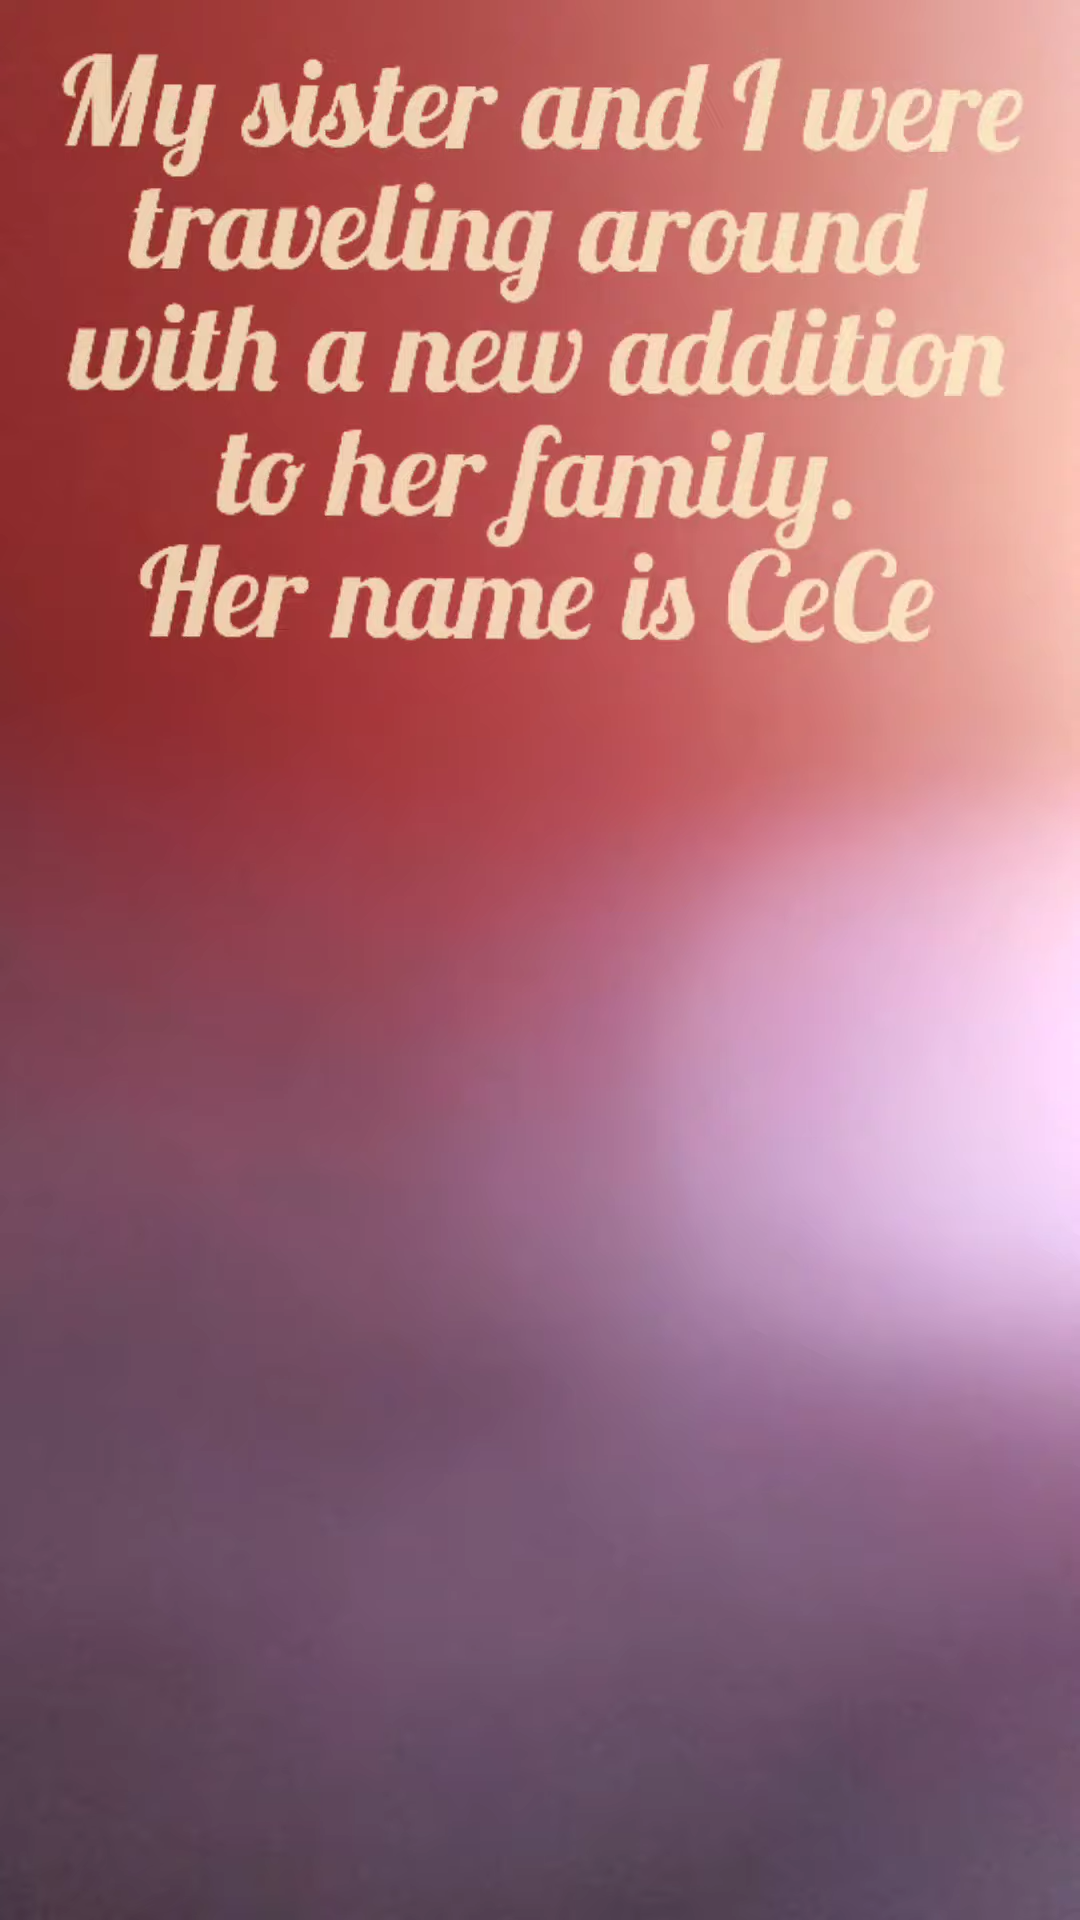 My sister and I were
traveling around
with a new addition
to her family.
Her name is CeCe